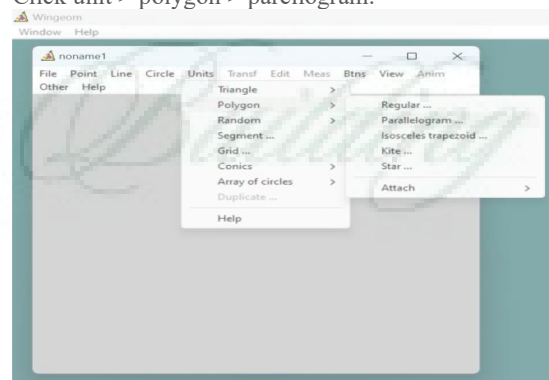 Click unit > polygon > parellogram.
Wingeom
Window Help
noname1
File Point Line Circle Units Transf Edit Meas Btns View Anim
Other Help
Triangle >
Polygon >
Random >
Segment ...
Grid ...
Conics >
Array of circles >
Duplicate ...
Help
Regular ...
Parallelogram ...
Isosceles trapezoid ...
Kite ...
Star ...
Attach >